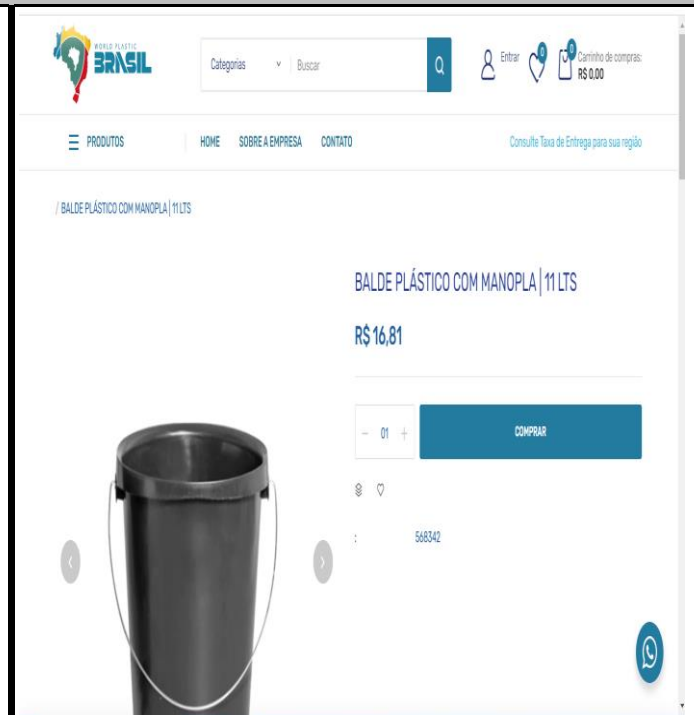 WORLD PLASTIC
BRASIL
Categorias
Buscar
Entrar
0
0
Carrinho de compras:
R$ 0,00
PRODUTOS
HOME SOBRE A EMPRESA CONTATO
Consulte Taxa de Entrega para sua região
/ BALDE PLÁSTICO COM MANOPLA | 11 LTS
BALDE PLÁSTICO COM MANOPLA | 11 LTS
R$ 16,81
− 01 +
COMPRAR
: 568342